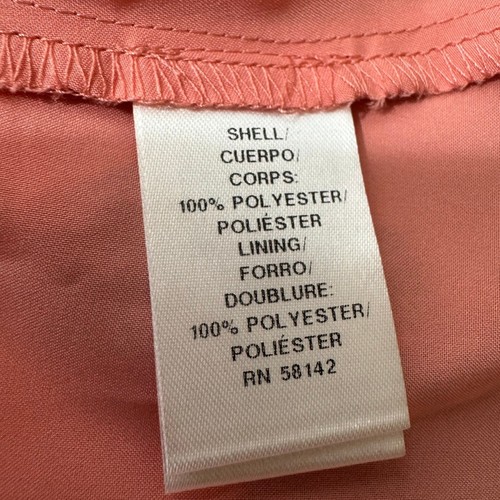 SHELL/
CUERPO/
CORPS:
100% POLYESTER/
POLIÉSTER
LINING/
FORRO/
DOUBLURE:
100% POLYESTER/
POLIÉSTER
RN 58142